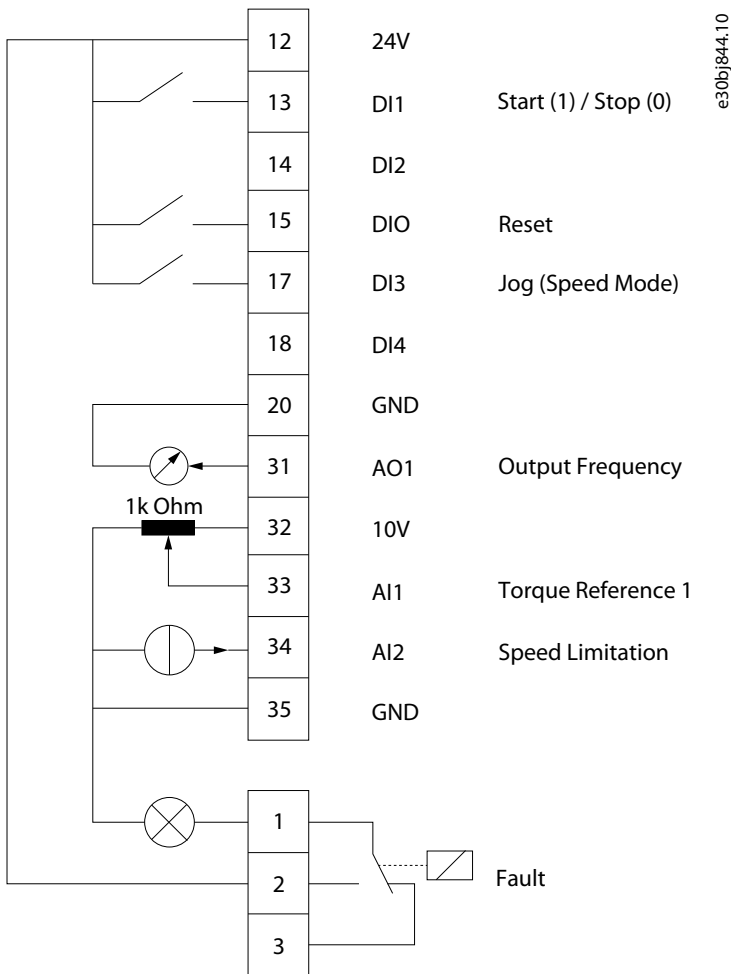 e30bj844.10
12 24V
13 DI1 Start (1) / Stop (0)
14 DI2
15 DIO Reset
17 DI3 Jog (Speed Mode)
18 DI4
20 GND
31 AO1 Output Frequency
1k Ohm
32 10V
33 AI1 Torque Reference 1
34 AI2 Speed Limitation
35 GND
1
2 Fault
3